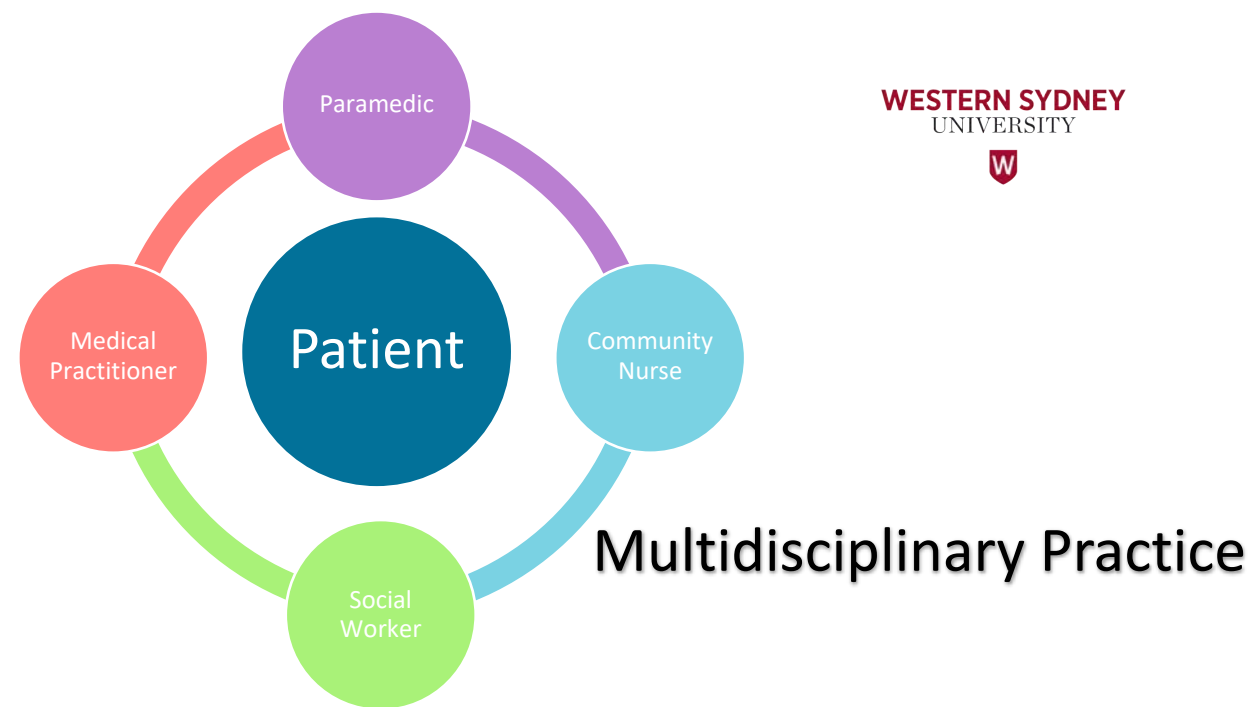 Paramedic
WESTERN SYDNEY
UNIVERSITY
W
Medical
Practitioner
Patient
Community
Nurse
Multidisciplinary Practice
Social
Worker